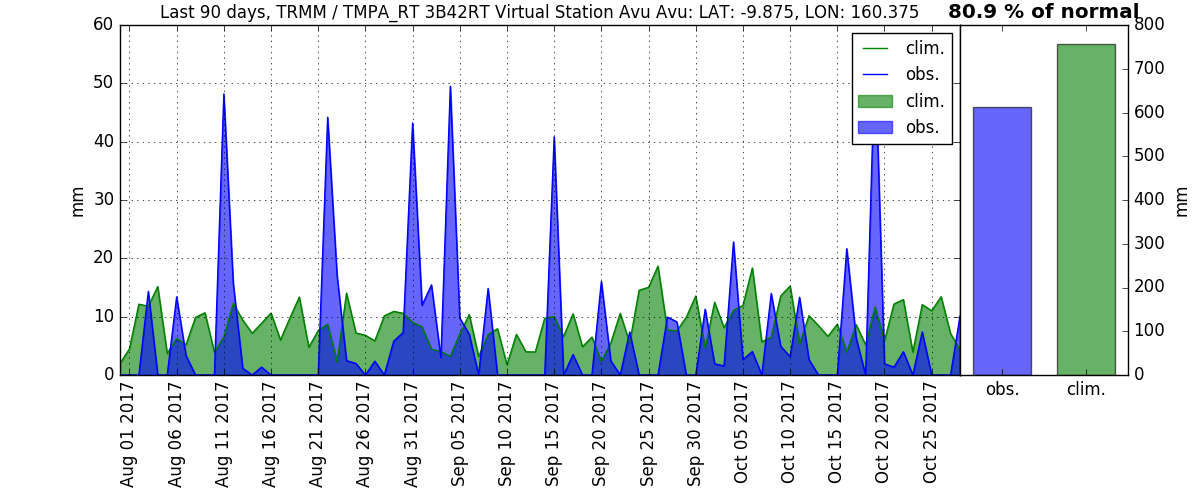 Last 90 days, TRMM / TMPA_RT 3B42RT Virtual Station Avu Avu: LAT: -9.875, LON: 160.375
80.9 % of normal
60
50
40
30
20
10
0
mm
clim.
obs.
clim.
obs.
Aug 01 2017
Aug 06 2017
Aug 11 2017
Aug 16 2017
Aug 21 2017
Aug 26 2017
Aug 31 2017
Sep 05 2017
Sep 10 2017
Sep 15 2017
Sep 20 2017
Sep 25 2017
Sep 30 2017
Oct 05 2017
Oct 10 2017
Oct 15 2017
Oct 20 2017
Oct 25 2017
800
700
600
500
400
300
200
100
0
mm
obs.
clim.